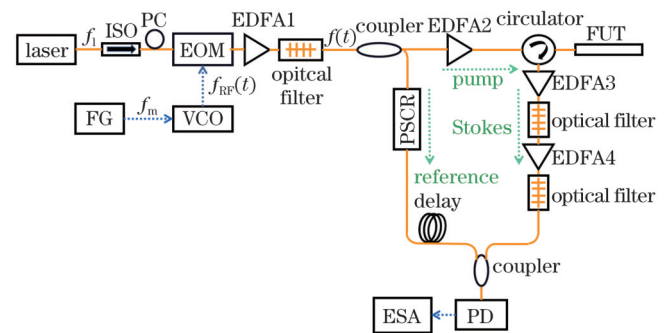 laser
f₁
ISO
PC
EOM
EDFA1
opitcal
filter
f(t)
coupler
EDFA2
circulator
FUT
pump
EDFA3
optical filter
EDFA4
optical filter
Stokes
FG
fₘ
VCO
f_RF(t)
PSCR
reference
delay
coupler
PD
ESA